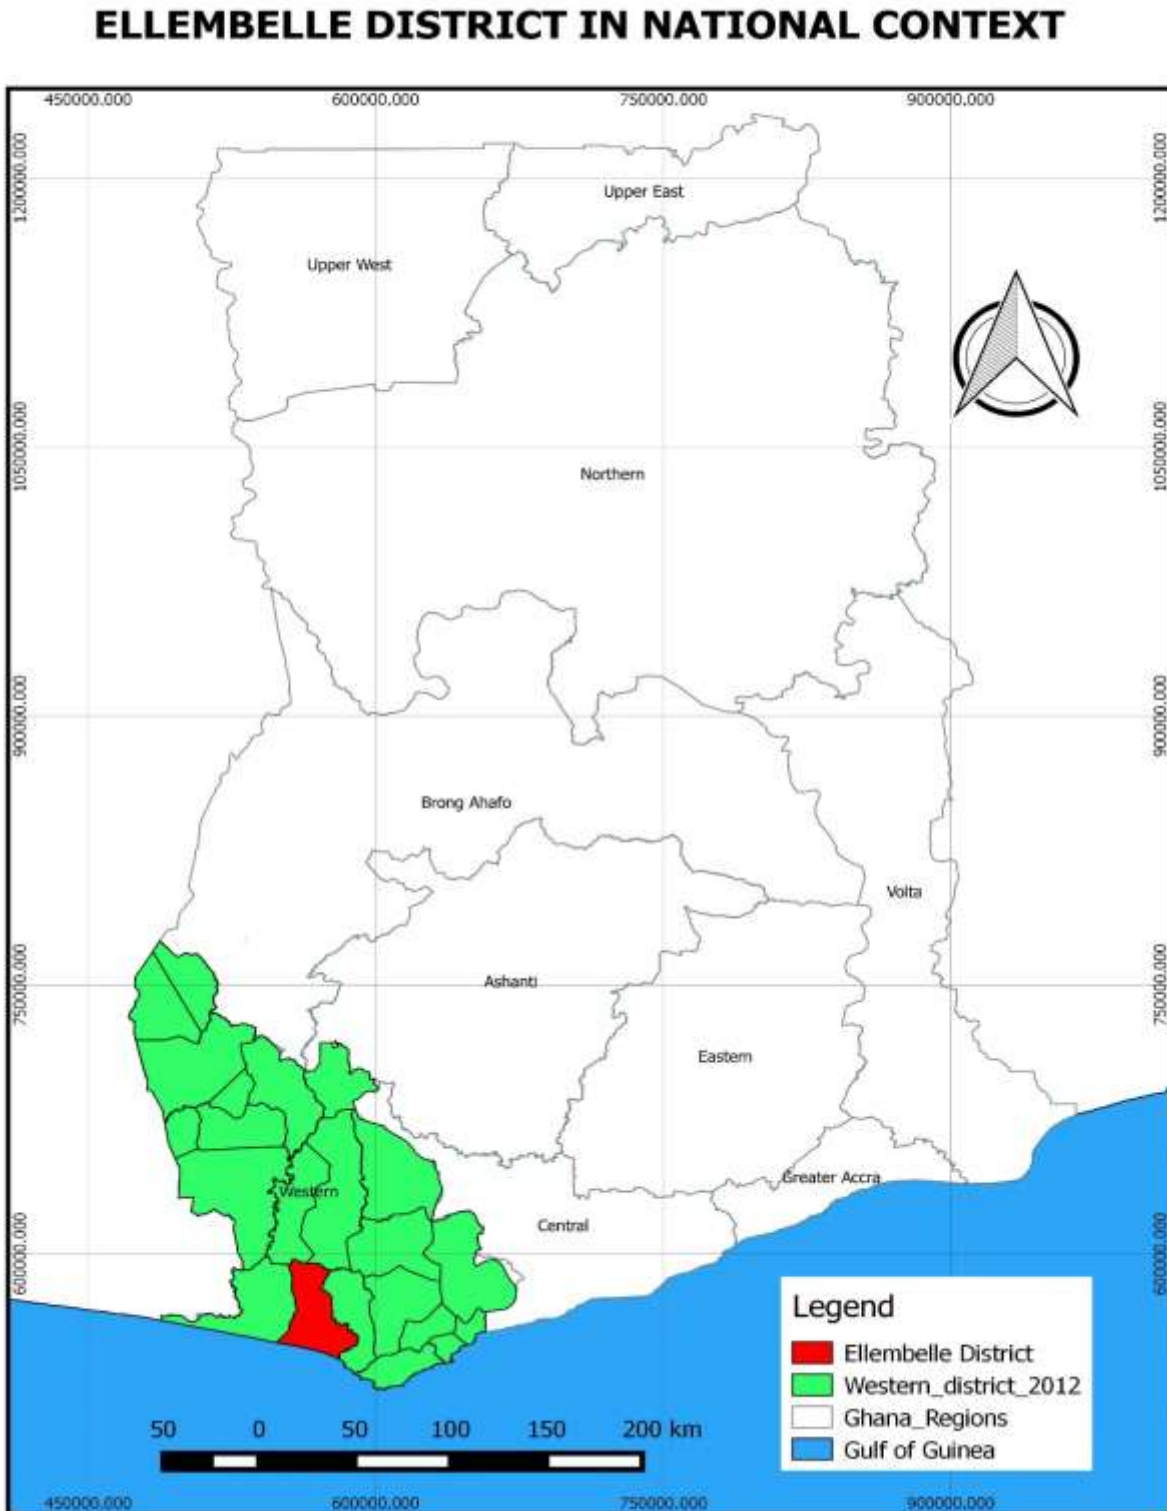 ELLEMBELLE DISTRICT IN NATIONAL CONTEXT
450000.000 600000.000 750000.000 900000.000
1200000.000 1200000.000
Upper East
Upper West
1050000.000 1050000.000
Northern
900000.000 900000.000
Brong Ahafo
Volta
750000.000 750000.000
Ashanti
Eastern
Western
Greater Accra
Central
600000.000 600000.000
Legend
Ellembelle District
Western_district_2012
Ghana_Regions
Gulf of Guinea
50 0 50 100 150 200 km
450000.000 600000.000 750000.000 900000.000